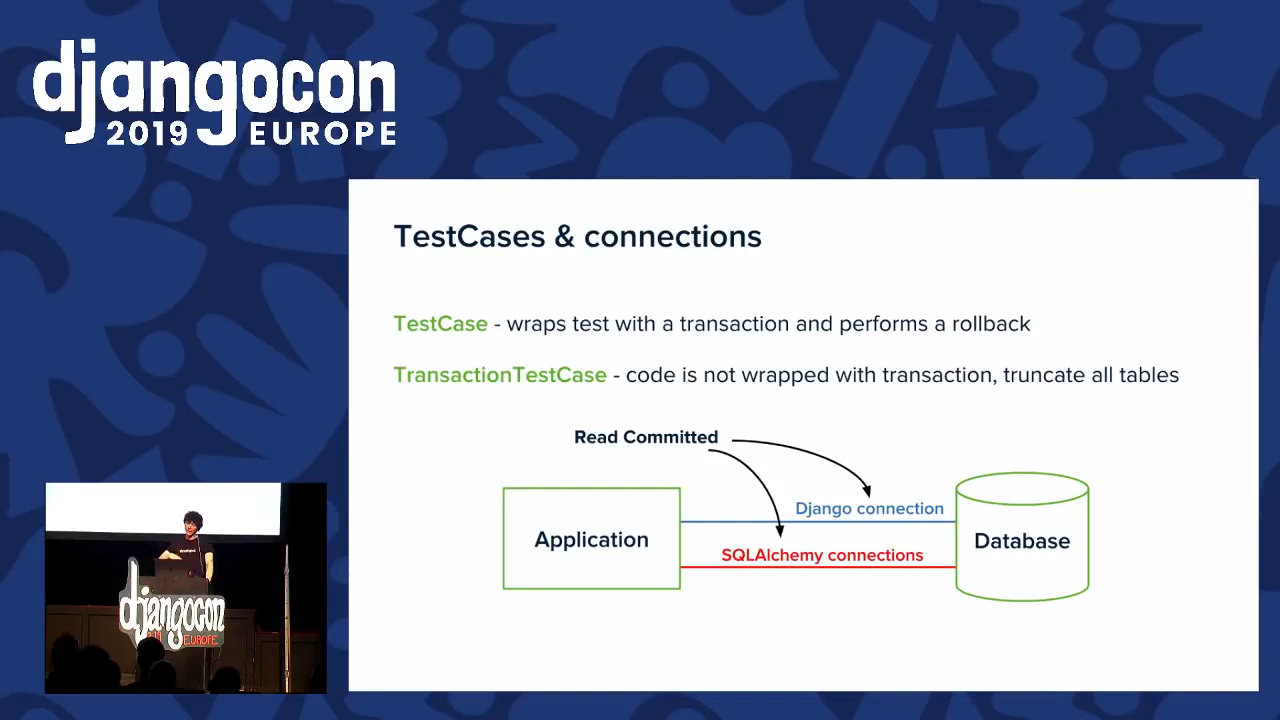 djangocon
2019 EUROPE
TestCases & connections
TestCase - wraps test with a transaction and performs a rollback
TransactionTestCase - code is not wrapped with transaction, truncate all tables
Read Committed
Django connection
Application
Database
SQLAlchemy connections
djangocon
EUROPE